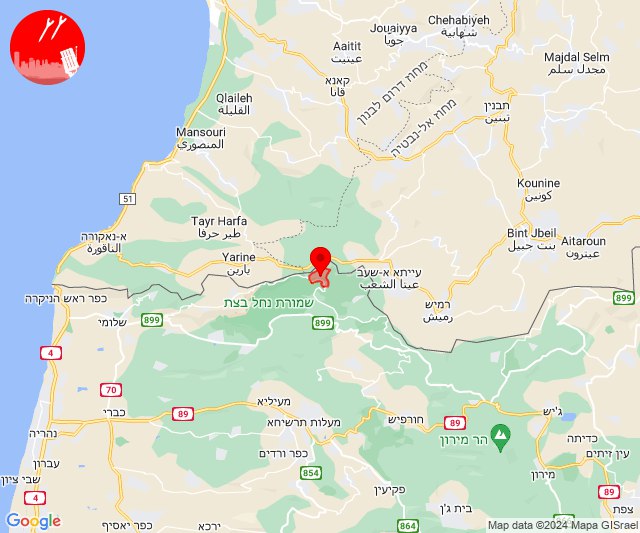 Chehabiyeh
شهابية
Jouaiyya
جويا
Aaitit
عيتيت
Majdal Selm
مجدل سلم
קאנא
قانا
מחוז דרום לבנון
Qlaileh
القليلة
מחוז אל-נבטיה
תבנין
تبنين
Mansouri
المنصوري
Kounine
كونين
51
Tayr Harfa
طير حرفا
א-נאקורה
الناقورة
Bint Jbeil
بنت جبيل
Aitaroun
عيترون
Yarine
يارين
עייתא א-שעב
عيتا الشعب
רמיש
رميش
כפר ראש הניקרה
שמורת נחל בצת
899
שלומי
899
899
4
70
מעיליא
89
כברי
מעלות תרשיחא
חורפיש
89
ג'יש
נהריה
הר מירון
כדיתה
כפר ורדים
עין זיתים
עברון
854
מירון
שבי ציון
פקיעין
89
4
צפת
Google
כפר יאסיף
ירכא
864
בית ג'ן
Map data ©2024 Mapa GISrael